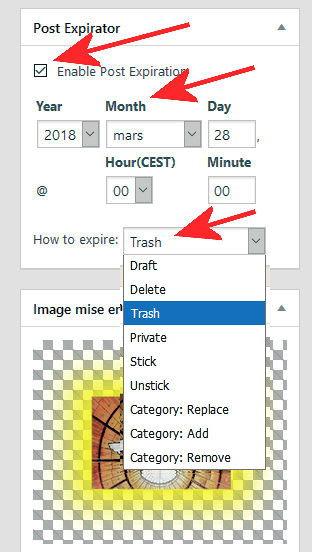 Post Expirator
Enable Post Expiration
Year Month Day
2018 mars 28 ,
Hour(CEST) Minute
@ 00 00
How to expire: Trash
Draft
Delete
Trash
Private
Stick
Unstick
Category: Replace
Category: Add
Category: Remove
Image mise